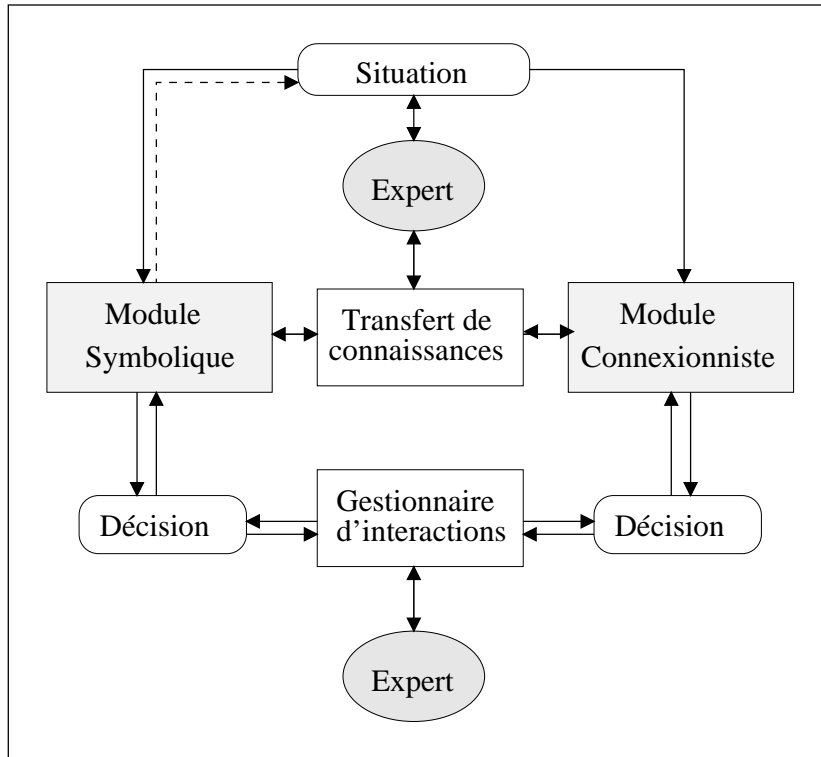 Situation
Expert
Module
Symbolique
Transfert de
connaissances
Module
Connexionniste
Décision
Gestionnaire
d’interactions
Décision
Expert